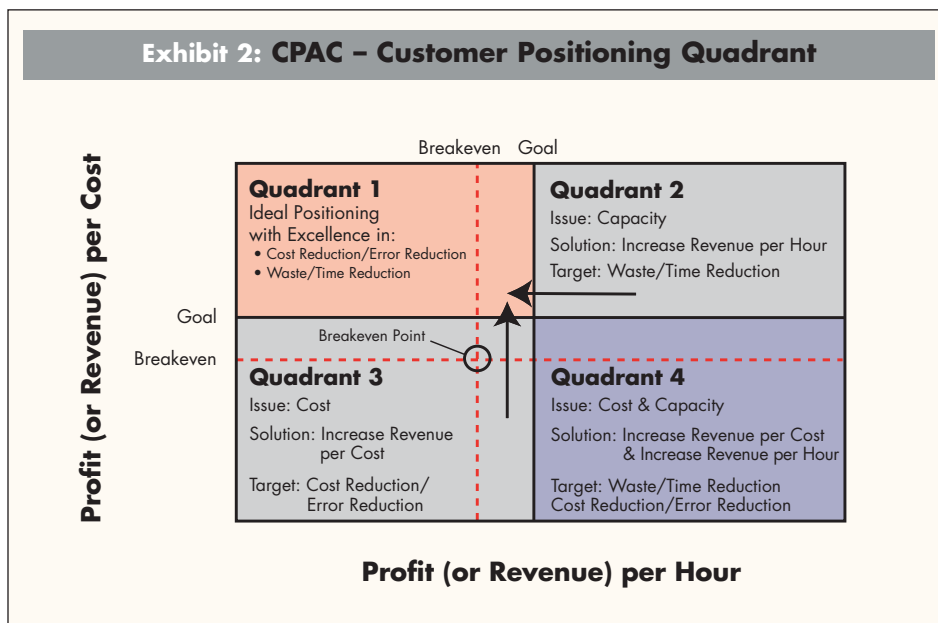 Exhibit 2: CPAC – Customer Positioning Quadrant
Breakeven Goal
Profit (or Revenue) per Cost
Quadrant 1
Ideal Positioning
with Excellence in:
• Cost Reduction/Error Reduction
• Waste/Time Reduction
Quadrant 2
Issue: Capacity
Solution: Increase Revenue per Hour
Target: Waste/Time Reduction
Goal
Breakeven Point
Breakeven
Quadrant 3
Issue: Cost
Solution: Increase Revenue
per Cost
Target: Cost Reduction/
Error Reduction
Quadrant 4
Issue: Cost & Capacity
Solution: Increase Revenue per Cost
& Increase Revenue per Hour
Target: Waste/Time Reduction
Cost Reduction/Error Reduction
Profit (or Revenue) per Hour